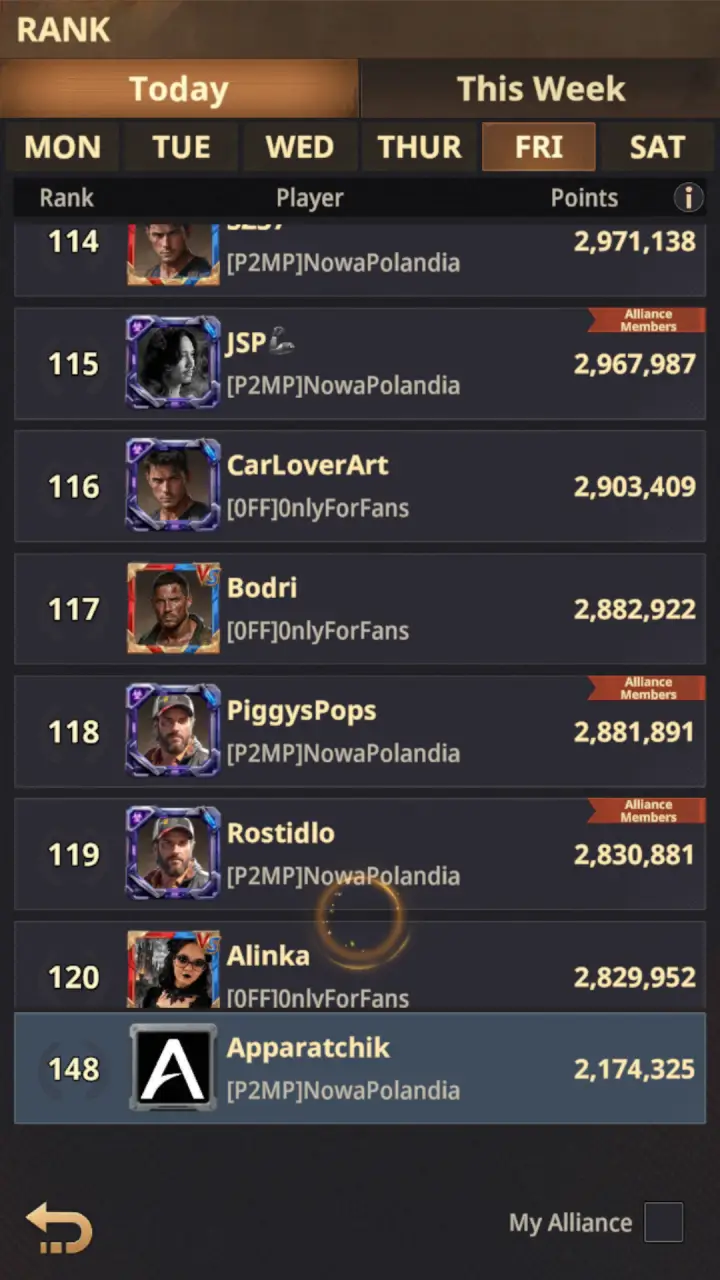 RANK
Today
This Week
MON
TUE
WED
THUR
FRI
SAT
Rank
Player
Points
114
2,971,138
[P2MP]NowaPolandia
Alliance
Members
115
JSP💪
2,967,987
[P2MP]NowaPolandia
116
CarLoverArt
2,903,409
[0FF]0nlyForFans
117
Bodri
2,882,922
[0FF]0nlyForFans
Alliance
Members
118
PiggysPops
2,881,891
[P2MP]NowaPolandia
Alliance
Members
119
Rostidlo
2,830,881
[P2MP]NowaPolandia
120
Alinka
2,829,952
[0FF]0nlyForFans
148
Apparatchik
2,174,325
[P2MP]NowaPolandia
My Alliance